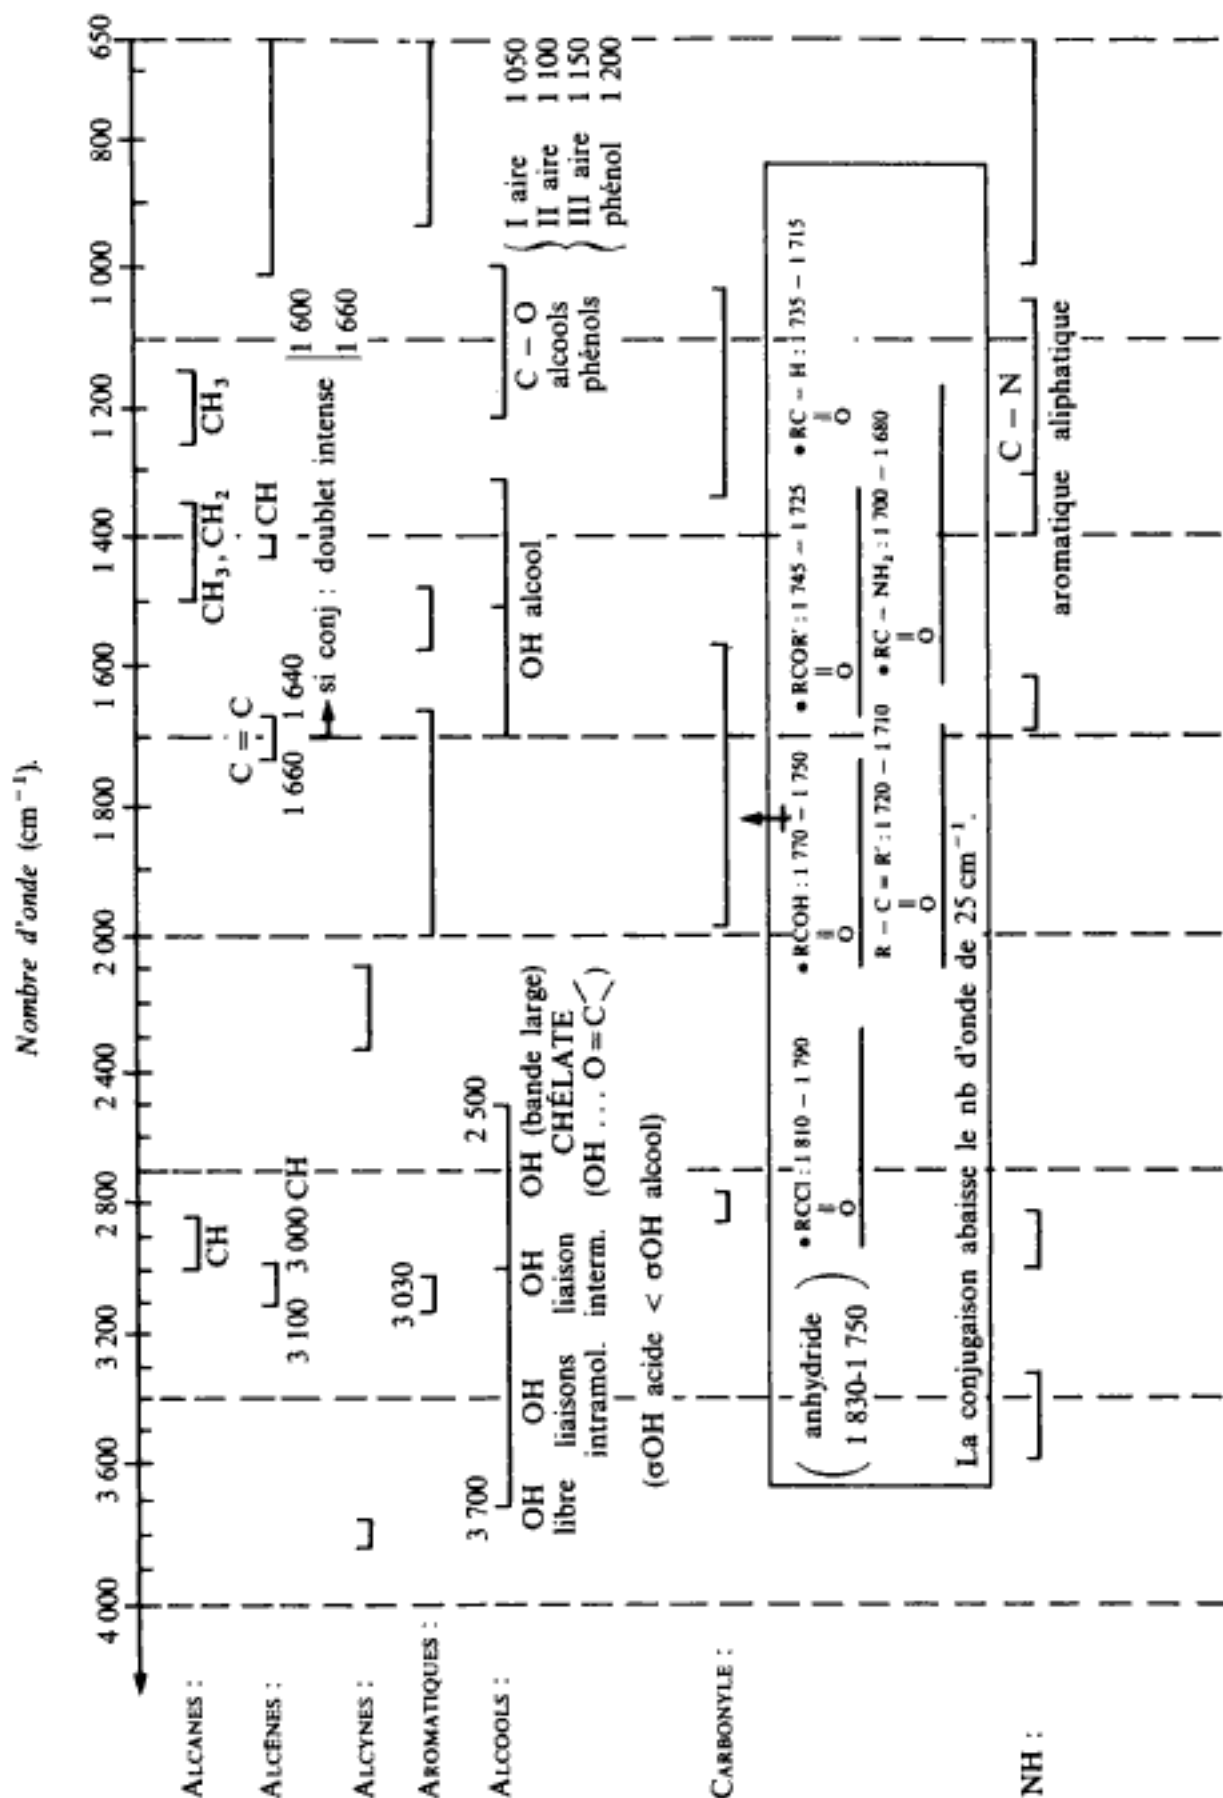 Nombre d'onde (cm⁻¹).
4 000 3 600 3 200 2 800 2 400 2 000 1 800 1 600 1 400 1 200 1 000 800 650
ALCANES :
CH CH₃, CH₂ CH₃
ALCÈNES :
C = C
3 100 3 000 CH 1 660 1 640 CH
si conj : doublet intense 1 600
1 660
ALCYNES :
AROMATIQUES :
3 030
ALCOOLS :
3 700 2 500
OH OH OH OH (bande large) OH alcool C – O I aire 1 050
libre liaisons liaison CHÉLATE alcools II aire 1 100
intramol. interm. (OH ... O=C<) phénols III aire 1 150
phénol 1 200
(σOH acide < σOH alcool)
CARBONYLE :
anhydride • RCCl : 1 810 – 1 790 • RCOH : 1 770 – 1 750 • RCOR' : 1 745 – 1 725 • RC – H : 1 735 – 1 715
(1 830-1 750) = O = O = O = O
R – C = R' : 1 720 – 1 710 • RC – NH₂ : 1 700 – 1 680
= O = O
La conjugaison abaisse le nb d'onde de 25 cm⁻¹.
NH :
C – N
aromatique aliphatique